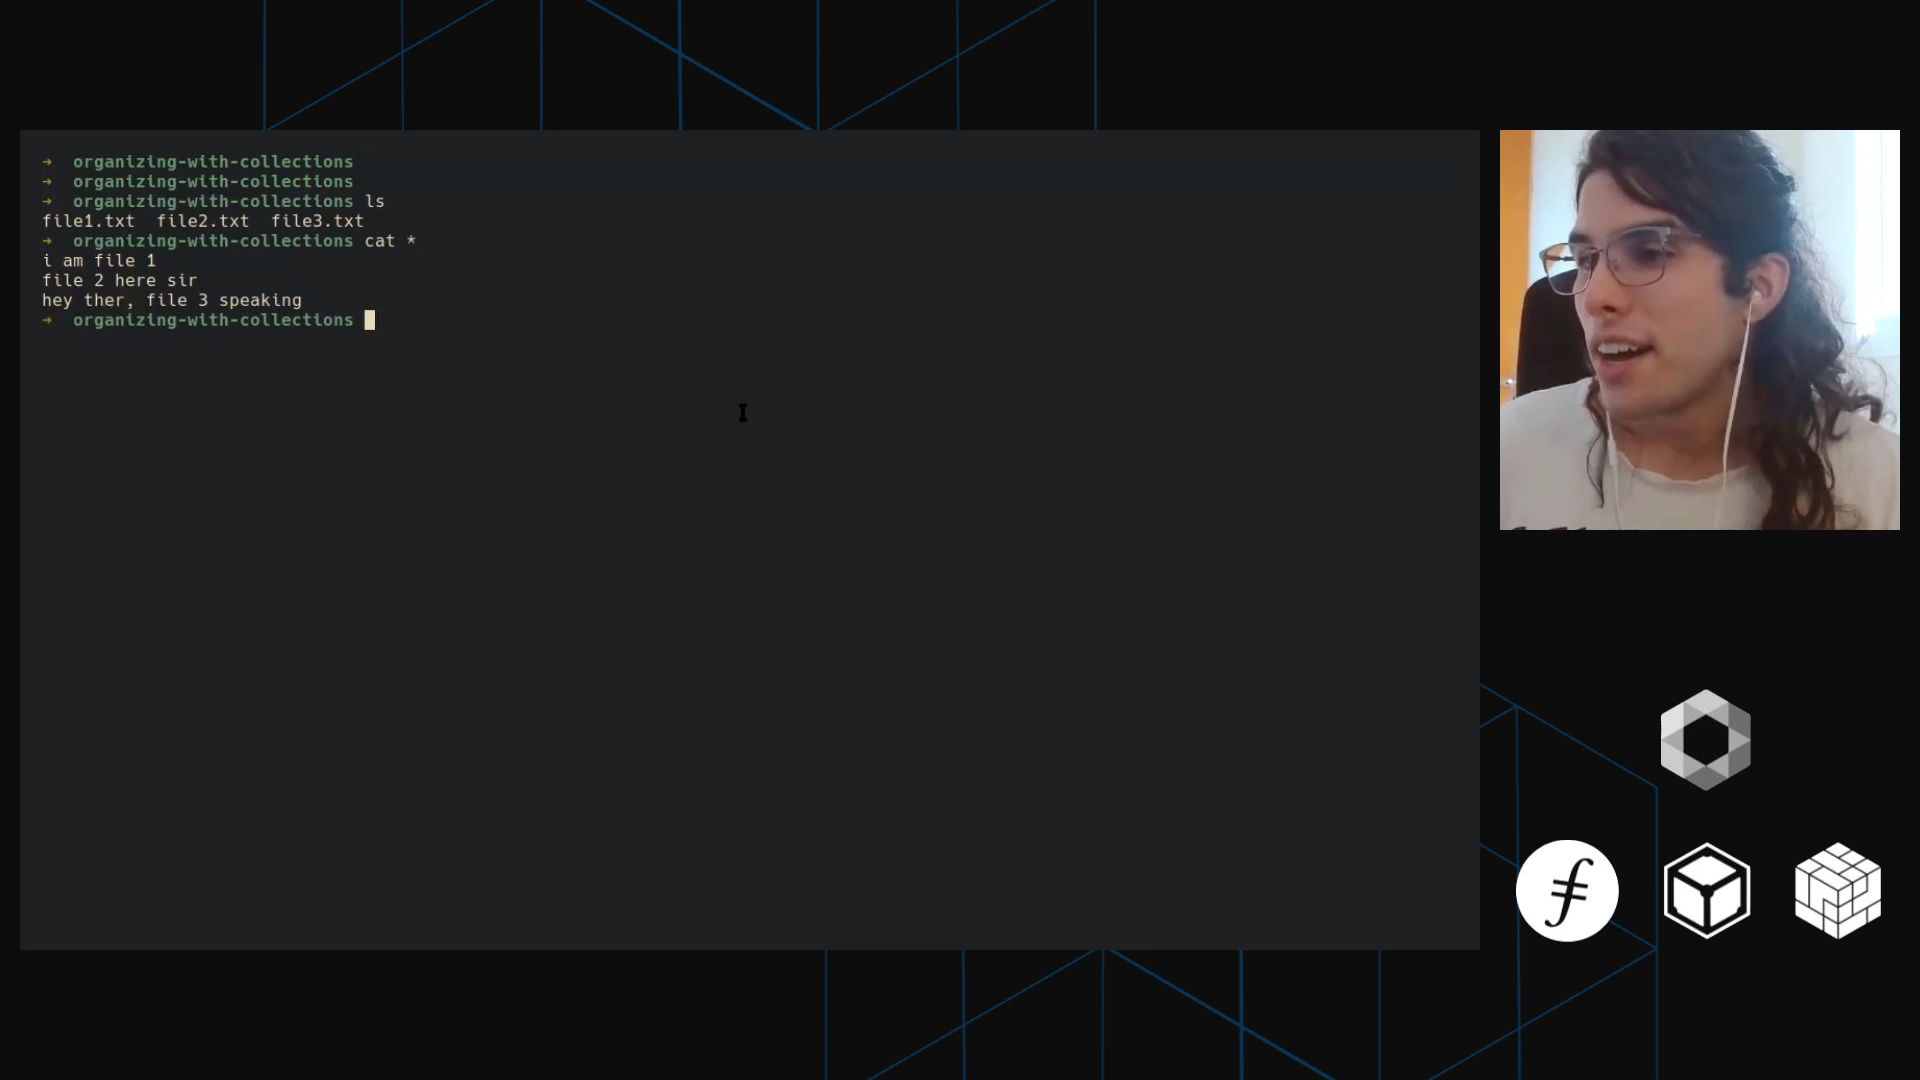 ➜ organizing-with-collections
➜ organizing-with-collections
➜ organizing-with-collections ls
file1.txt file2.txt file3.txt
➜ organizing-with-collections cat *
i am file 1
file 2 here sir
hey ther, file 3 speaking
➜ organizing-with-collections